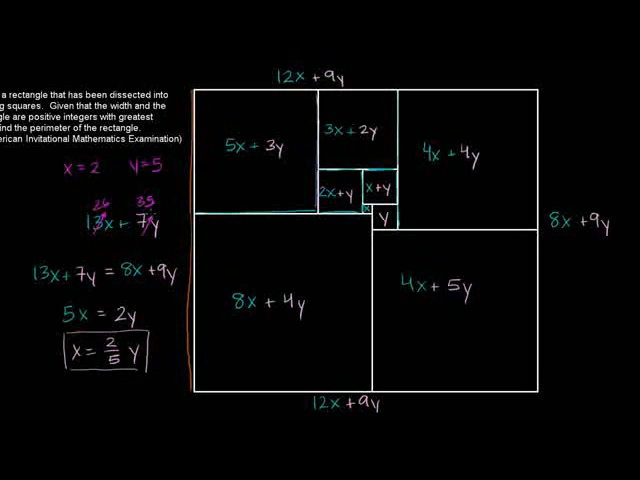 12x + 9y
a rectangle that has been dissected into
g squares. Given that the width and the
gle are positive integers with greatest
ind the perimeter of the rectangle.
erican Invitational Mathematics Examination)
5x + 3y
3x + 2y
4x + 4y
x = 2 y = 5
2x + y
x + y
x
y
26 35
13x + 7y
8x + 9y
13x + 7y = 8x + 9y
8x + 4y
4x + 5y
5x = 2y
x = 2/5 y
12x + 9y